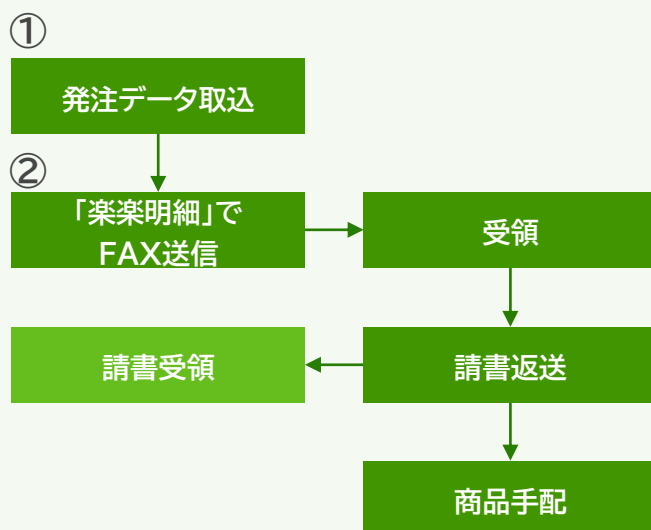 ①
発注データ取込
②
「楽楽明細」で
FAX送信
受領
請書受領
請書返送
商品手配